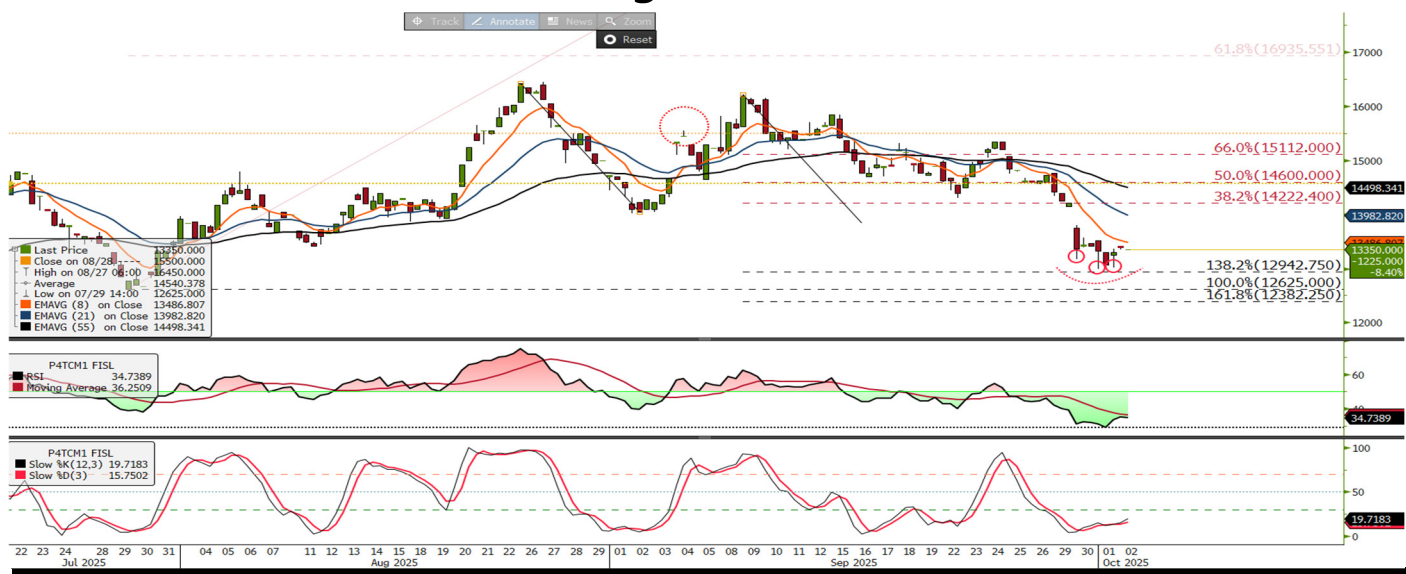 Track Annotate News Zoom
Reset
61.8%(16935.551)
66.0%(15112.000)
50.0%(14600.000)
38.2%(14222.400)
138.2%(12942.750)
100.0%(12625.000)
161.8%(12382.250)
17000
16000
15000
14498.341
13982.820
13486.807
13350.000
-1225.000
-8.40%
12000
Last Price 13350.000
Close on 08/28 15500.000
High on 08/27 06:00 16450.000
Average 14540.378
Low on 07/29 14:00 12625.000
EMAVG (8) on Close 13486.807
EMAVG (21) on Close 13982.820
EMAVG (55) on Close 14498.341
P4TCM1 FISL
RSI 34.7389
Moving Average 36.2509
60
40
34.7389
P4TCM1 FISL
Slow %K(12,3) 19.7183
Slow %D(3) 15.7502
100
50
19.7183
0
22 23 24 28 29 30 31 04 05 06 07 11 12 13 14 15 18 19 20 21 22 26 27 28 29 01 02 03 04 05 08 09 10 11 12 15 16 17 18 19 22 23 24 25 26 29 30 01 02
Jul 2025 Aug 2025 Sep 2025 Oct 2025